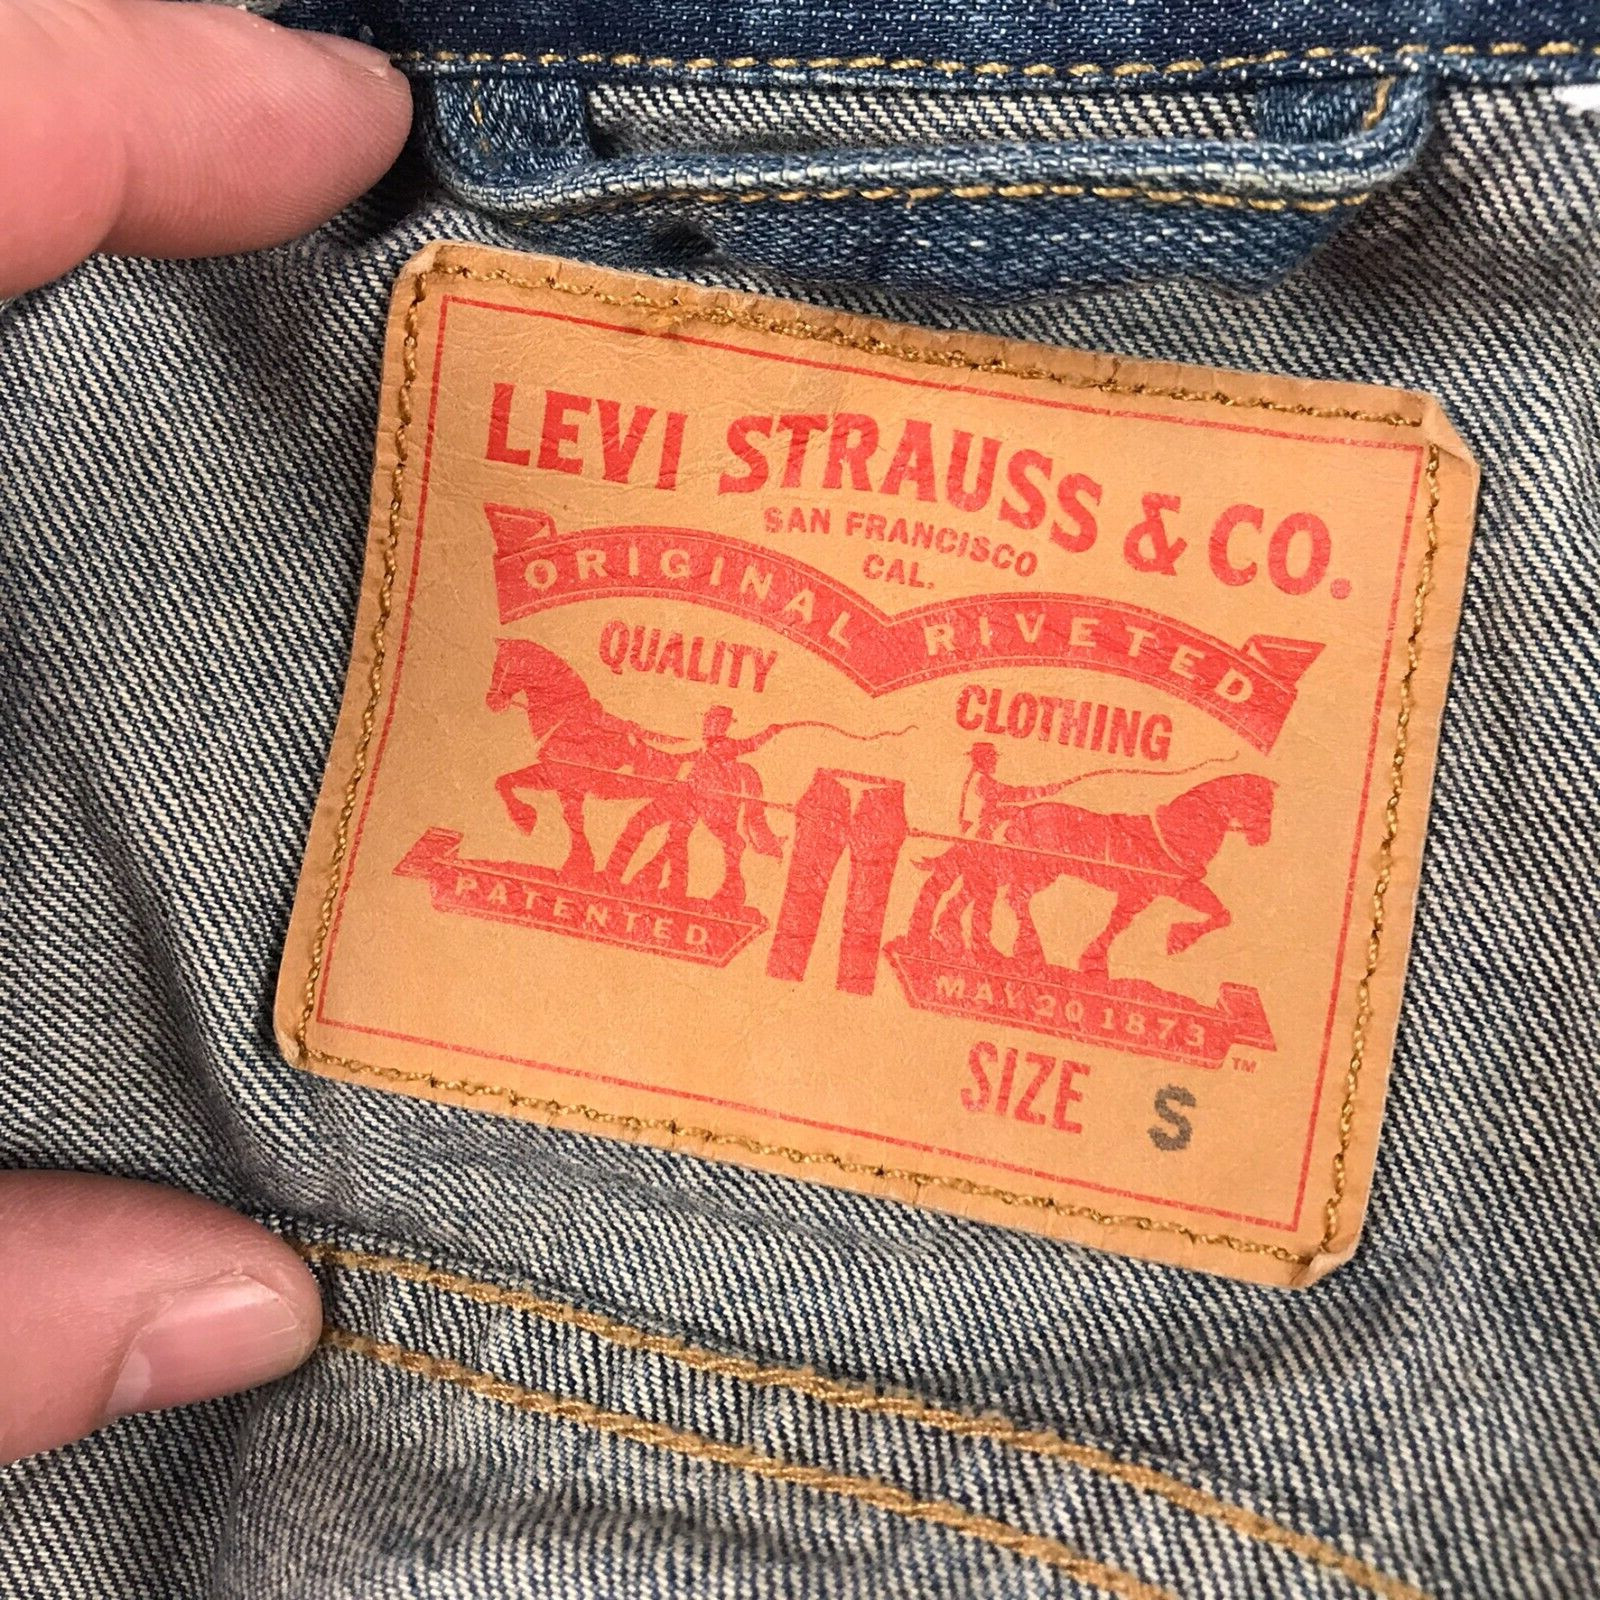 LEVI STRAUSS & CO.
SAN FRANCISCO
CAL.
ORIGINAL RIVETED
QUALITY CLOTHING
PATENTED
MAY 20 1873
TM
SIZE S